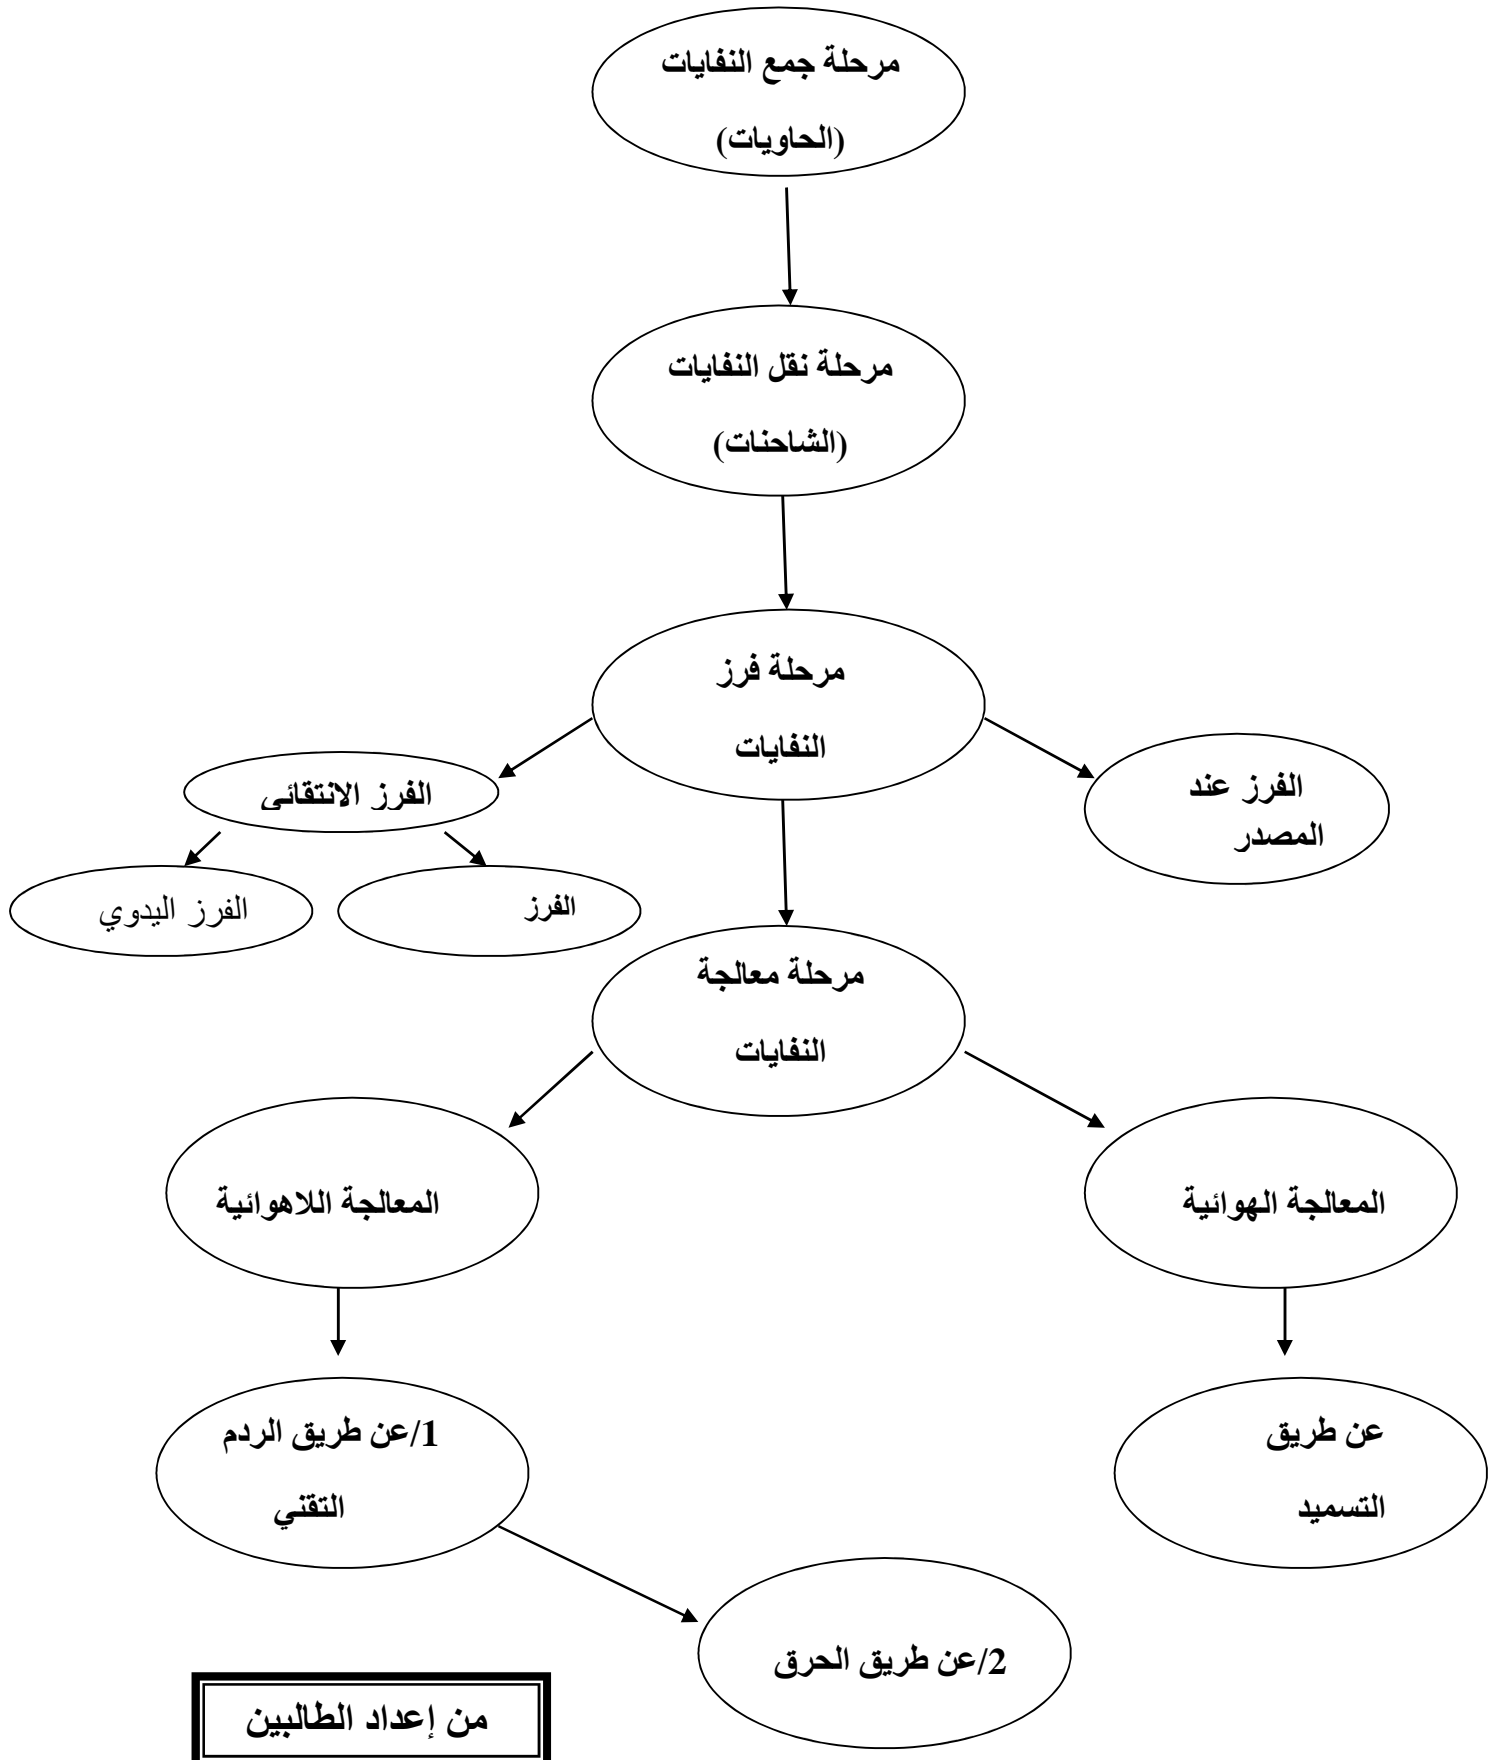 مرحلة جمع النفايات
(الحاويات)
مرحلة نقل النفايات
(الشاحنات)
مرحلة فرز
النفايات
الفرز عند
المصدر
الفرز الانتقائي
الفرز
الفرز اليدوي
مرحلة معالجة
النفايات
المعالجة الهوائية
المعالجة اللاهوائية
عن طريق
التسميد
1/عن طريق الردم
التقني
2/عن طريق الحرق
من إعداد الطالبين